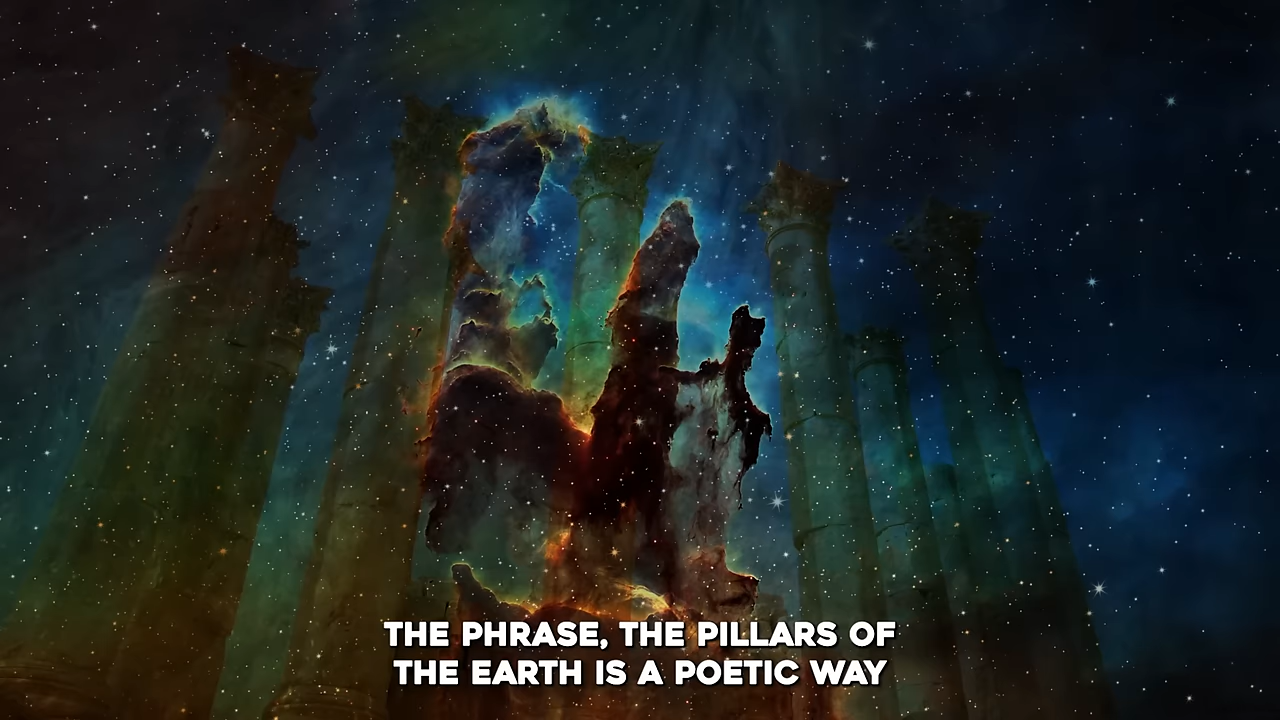 THE PHRASE, THE PILLARS OF
THE EARTH IS A POETIC WAY